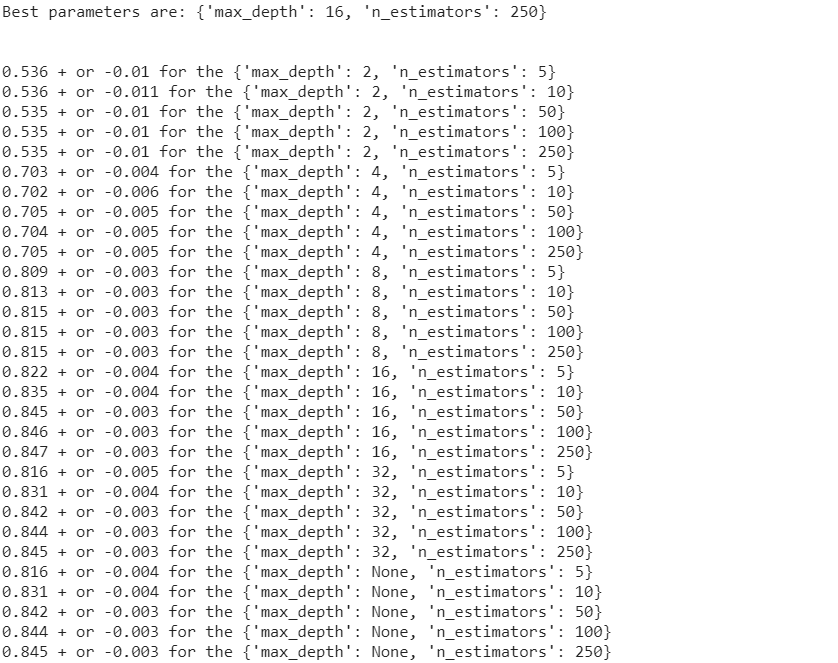 Best parameters are: {'max_depth': 16, 'n_estimators': 250}
0.536 + or -0.01 for the {'max_depth': 2, 'n_estimators': 5}
0.536 + or -0.011 for the {'max_depth': 2, 'n_estimators': 10}
0.535 + or -0.01 for the {'max_depth': 2, 'n_estimators': 50}
0.535 + or -0.01 for the {'max_depth': 2, 'n_estimators': 100}
0.535 + or -0.01 for the {'max_depth': 2, 'n_estimators': 250}
0.703 + or -0.004 for the {'max_depth': 4, 'n_estimators': 5}
0.702 + or -0.006 for the {'max_depth': 4, 'n_estimators': 10}
0.705 + or -0.005 for the {'max_depth': 4, 'n_estimators': 50}
0.704 + or -0.005 for the {'max_depth': 4, 'n_estimators': 100}
0.705 + or -0.005 for the {'max_depth': 4, 'n_estimators': 250}
0.809 + or -0.003 for the {'max_depth': 8, 'n_estimators': 5}
0.813 + or -0.003 for the {'max_depth': 8, 'n_estimators': 10}
0.815 + or -0.003 for the {'max_depth': 8, 'n_estimators': 50}
0.815 + or -0.003 for the {'max_depth': 8, 'n_estimators': 100}
0.815 + or -0.003 for the {'max_depth': 8, 'n_estimators': 250}
0.822 + or -0.004 for the {'max_depth': 16, 'n_estimators': 5}
0.835 + or -0.004 for the {'max_depth': 16, 'n_estimators': 10}
0.845 + or -0.003 for the {'max_depth': 16, 'n_estimators': 50}
0.846 + or -0.003 for the {'max_depth': 16, 'n_estimators': 100}
0.847 + or -0.003 for the {'max_depth': 16, 'n_estimators': 250}
0.816 + or -0.005 for the {'max_depth': 32, 'n_estimators': 5}
0.831 + or -0.004 for the {'max_depth': 32, 'n_estimators': 10}
0.842 + or -0.003 for the {'max_depth': 32, 'n_estimators': 50}
0.844 + or -0.003 for the {'max_depth': 32, 'n_estimators': 100}
0.845 + or -0.003 for the {'max_depth': 32, 'n_estimators': 250}
0.816 + or -0.004 for the {'max_depth': None, 'n_estimators': 5}
0.831 + or -0.004 for the {'max_depth': None, 'n_estimators': 10}
0.842 + or -0.003 for the {'max_depth': None, 'n_estimators': 50}
0.844 + or -0.003 for the {'max_depth': None, 'n_estimators': 100}
0.845 + or -0.003 for the {'max_depth': None, 'n_estimators': 250}